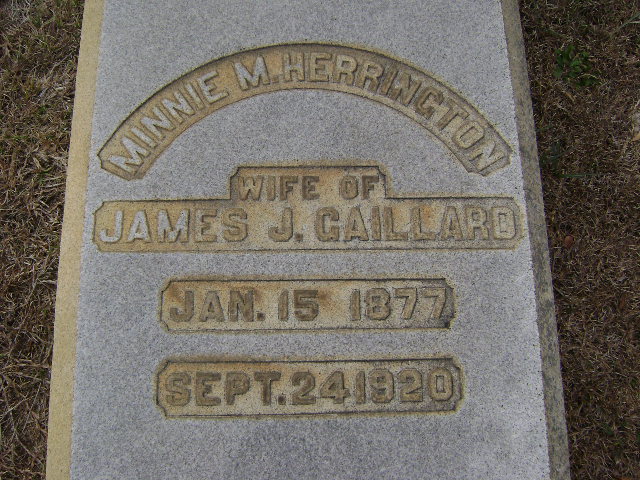 MINNIE M. HERRINGTON
WIFE OF
JAMES J. GAILLARD
JAN. 15 1877
SEPT. 24 1920